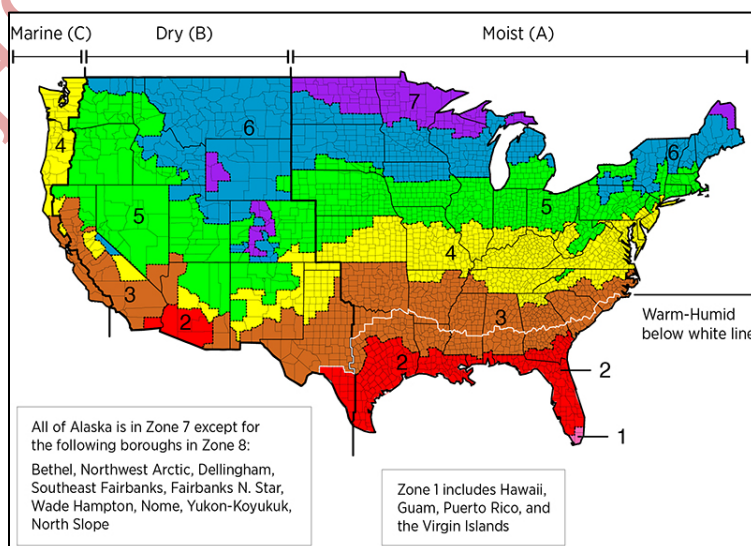 Marine (C)
Dry (B)
Moist (A)
7
6
6
4
5
5
4
3
3
Warm-Humid
below white line
2
2
2
1
All of Alaska is in Zone 7 except for
the following boroughs in Zone 8:
Bethel, Northwest Arctic, Dellingham,
Southeast Fairbanks, Fairbanks N. Star,
Wade Hampton, Nome, Yukon-Koyukuk,
North Slope
Zone 1 includes Hawaii,
Guam, Puerto Rico, and
the Virgin Islands